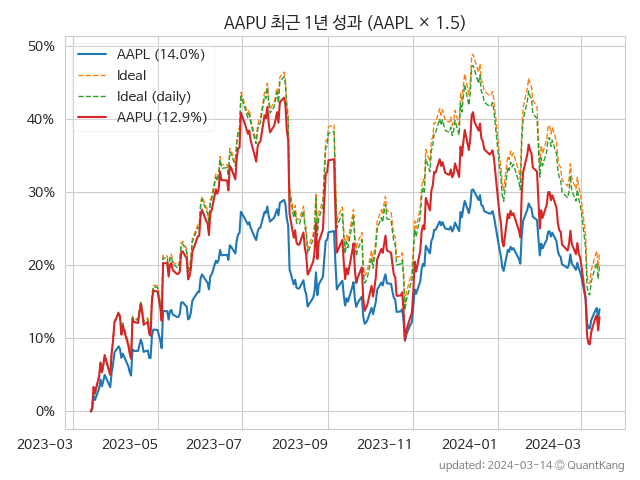 AAPU 최근 1년 성과 (AAPL × 1.5)
AAPL (14.0%)
Ideal
Ideal (daily)
AAPU (12.9%)
50%
40%
30%
20%
10%
0%
2023-03 2023-05 2023-07 2023-09 2023-11 2024-01 2024-03
updated: 2024-03-14 © QuantKang